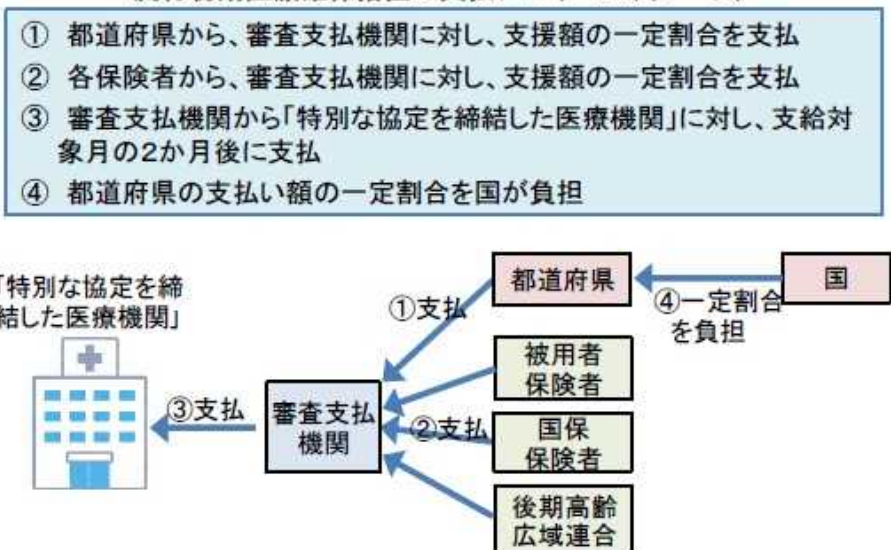 ① 都道府県から、審査支払機関に対し、支援額の一定割合を支払
② 各保険者から、審査支払機関に対し、支援額の一定割合を支払
③ 審査支払機関から「特別な協定を締結した医療機関」に対し、支給対
象月の2か月後に支払
④ 都道府県の支払い額の一定割合を国が負担
「特別な協定を締
結した医療機関」
③支払
審査支払
機関
①支払
②支払
都道府県
④一定割合
を負担
国
被用者
保険者
国保
保険者
後期高齢
広域連合